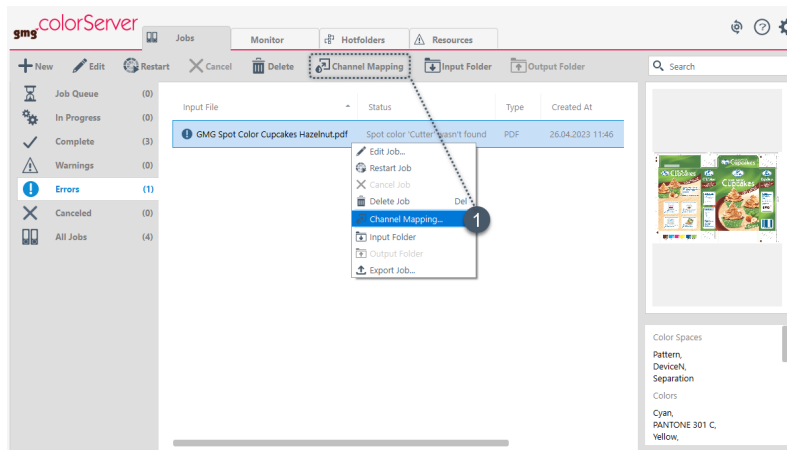 gmg colorServer
Jobs Monitor Hotfolders Resources
New Edit Restart Cancel Delete Channel Mapping Input Folder Output Folder Search
Job Queue (0)
In Progress (0)
Complete (3)
Warnings (0)
Errors (1)
Canceled (0)
All Jobs (4)
Input File Status Type Created At
GMG Spot Color Cupcakes Hazelnut.pdf Spot color 'Cutter' wasn't found PDF 26.04.2023 11:46
Edit Job...
Restart Job
Cancel Job
Delete Job Del
Channel Mapping... 1
Input Folder
Output Folder
Export Job...
Cupcakes
Cupcakes
Color Spaces
Pattern,
DeviceN,
Separation
Colors
Cyan,
PANTONE 301 C,
Yellow,